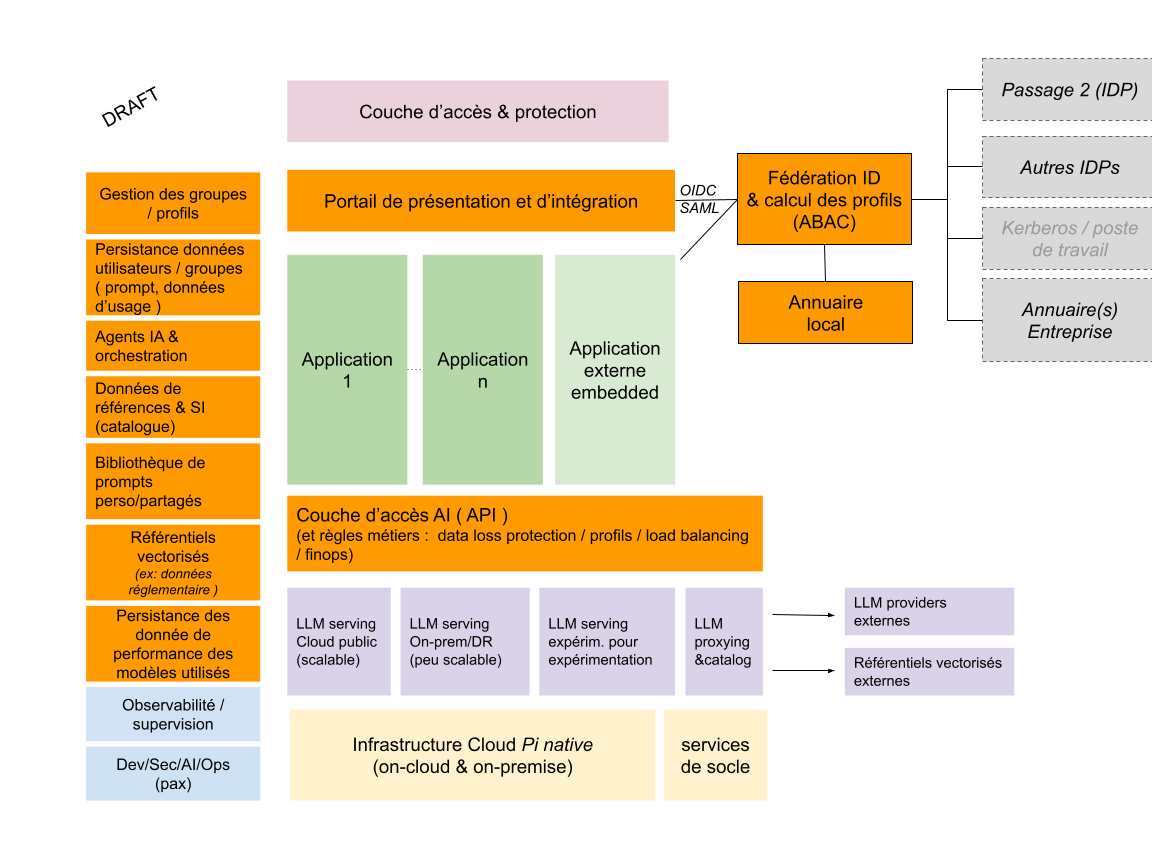 DRAFT
Couche d’accès & protection
Gestion des groupes
/ profils
Persistance données
utilisateurs / groupes
( prompt, données
d’usage )
Agents IA &
orchestration
Données de
références & SI
(catalogue)
Bibliothèque de
prompts
perso/partagés
Référentiels
vectorisés
(ex: données
réglementaire )
Persistance des
donnée de
performance des
modèles utilisés
Observabilité /
supervision
Dev/Sec/AI/Ops
(pax)
Portail de présentation et d’intégration
OIDC
SAML
Fédération ID
& calcul des profils
(ABAC)
Annuaire
local
Passage 2 (IDP)
Autres IDPs
Kerberos / poste
de travail
Annuaire(s)
Entreprise
Application
1
Application
n
Application
externe
embedded
Couche d’accès AI ( API )
(et règles métiers :  data loss protection / profils / load balancing
/ finops)
LLM serving
Cloud public
(scalable)
LLM serving
On-prem/DR
(peu scalable)
LLM serving
expérim. pour
expérimentation
LLM
proxying
&catalog
LLM providers
externes
Référentiels vectorisés
externes
Infrastructure Cloud Pi native
(on-cloud & on-premise)
services
de socle